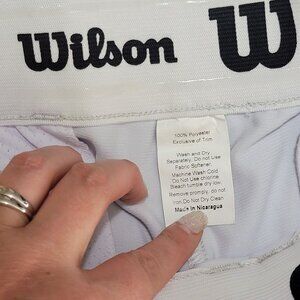 Wilson W
100% Polyester
Exclusive of Trim
Wash and Dry
Separately. Do not Use
Fabric Softener.
Machine Wash Cold
Do Not Use chlorine
Bleach tumble dry low.
Remove promptly, do not
Iron.Do Not Dry Clean
Made In Nicaragua